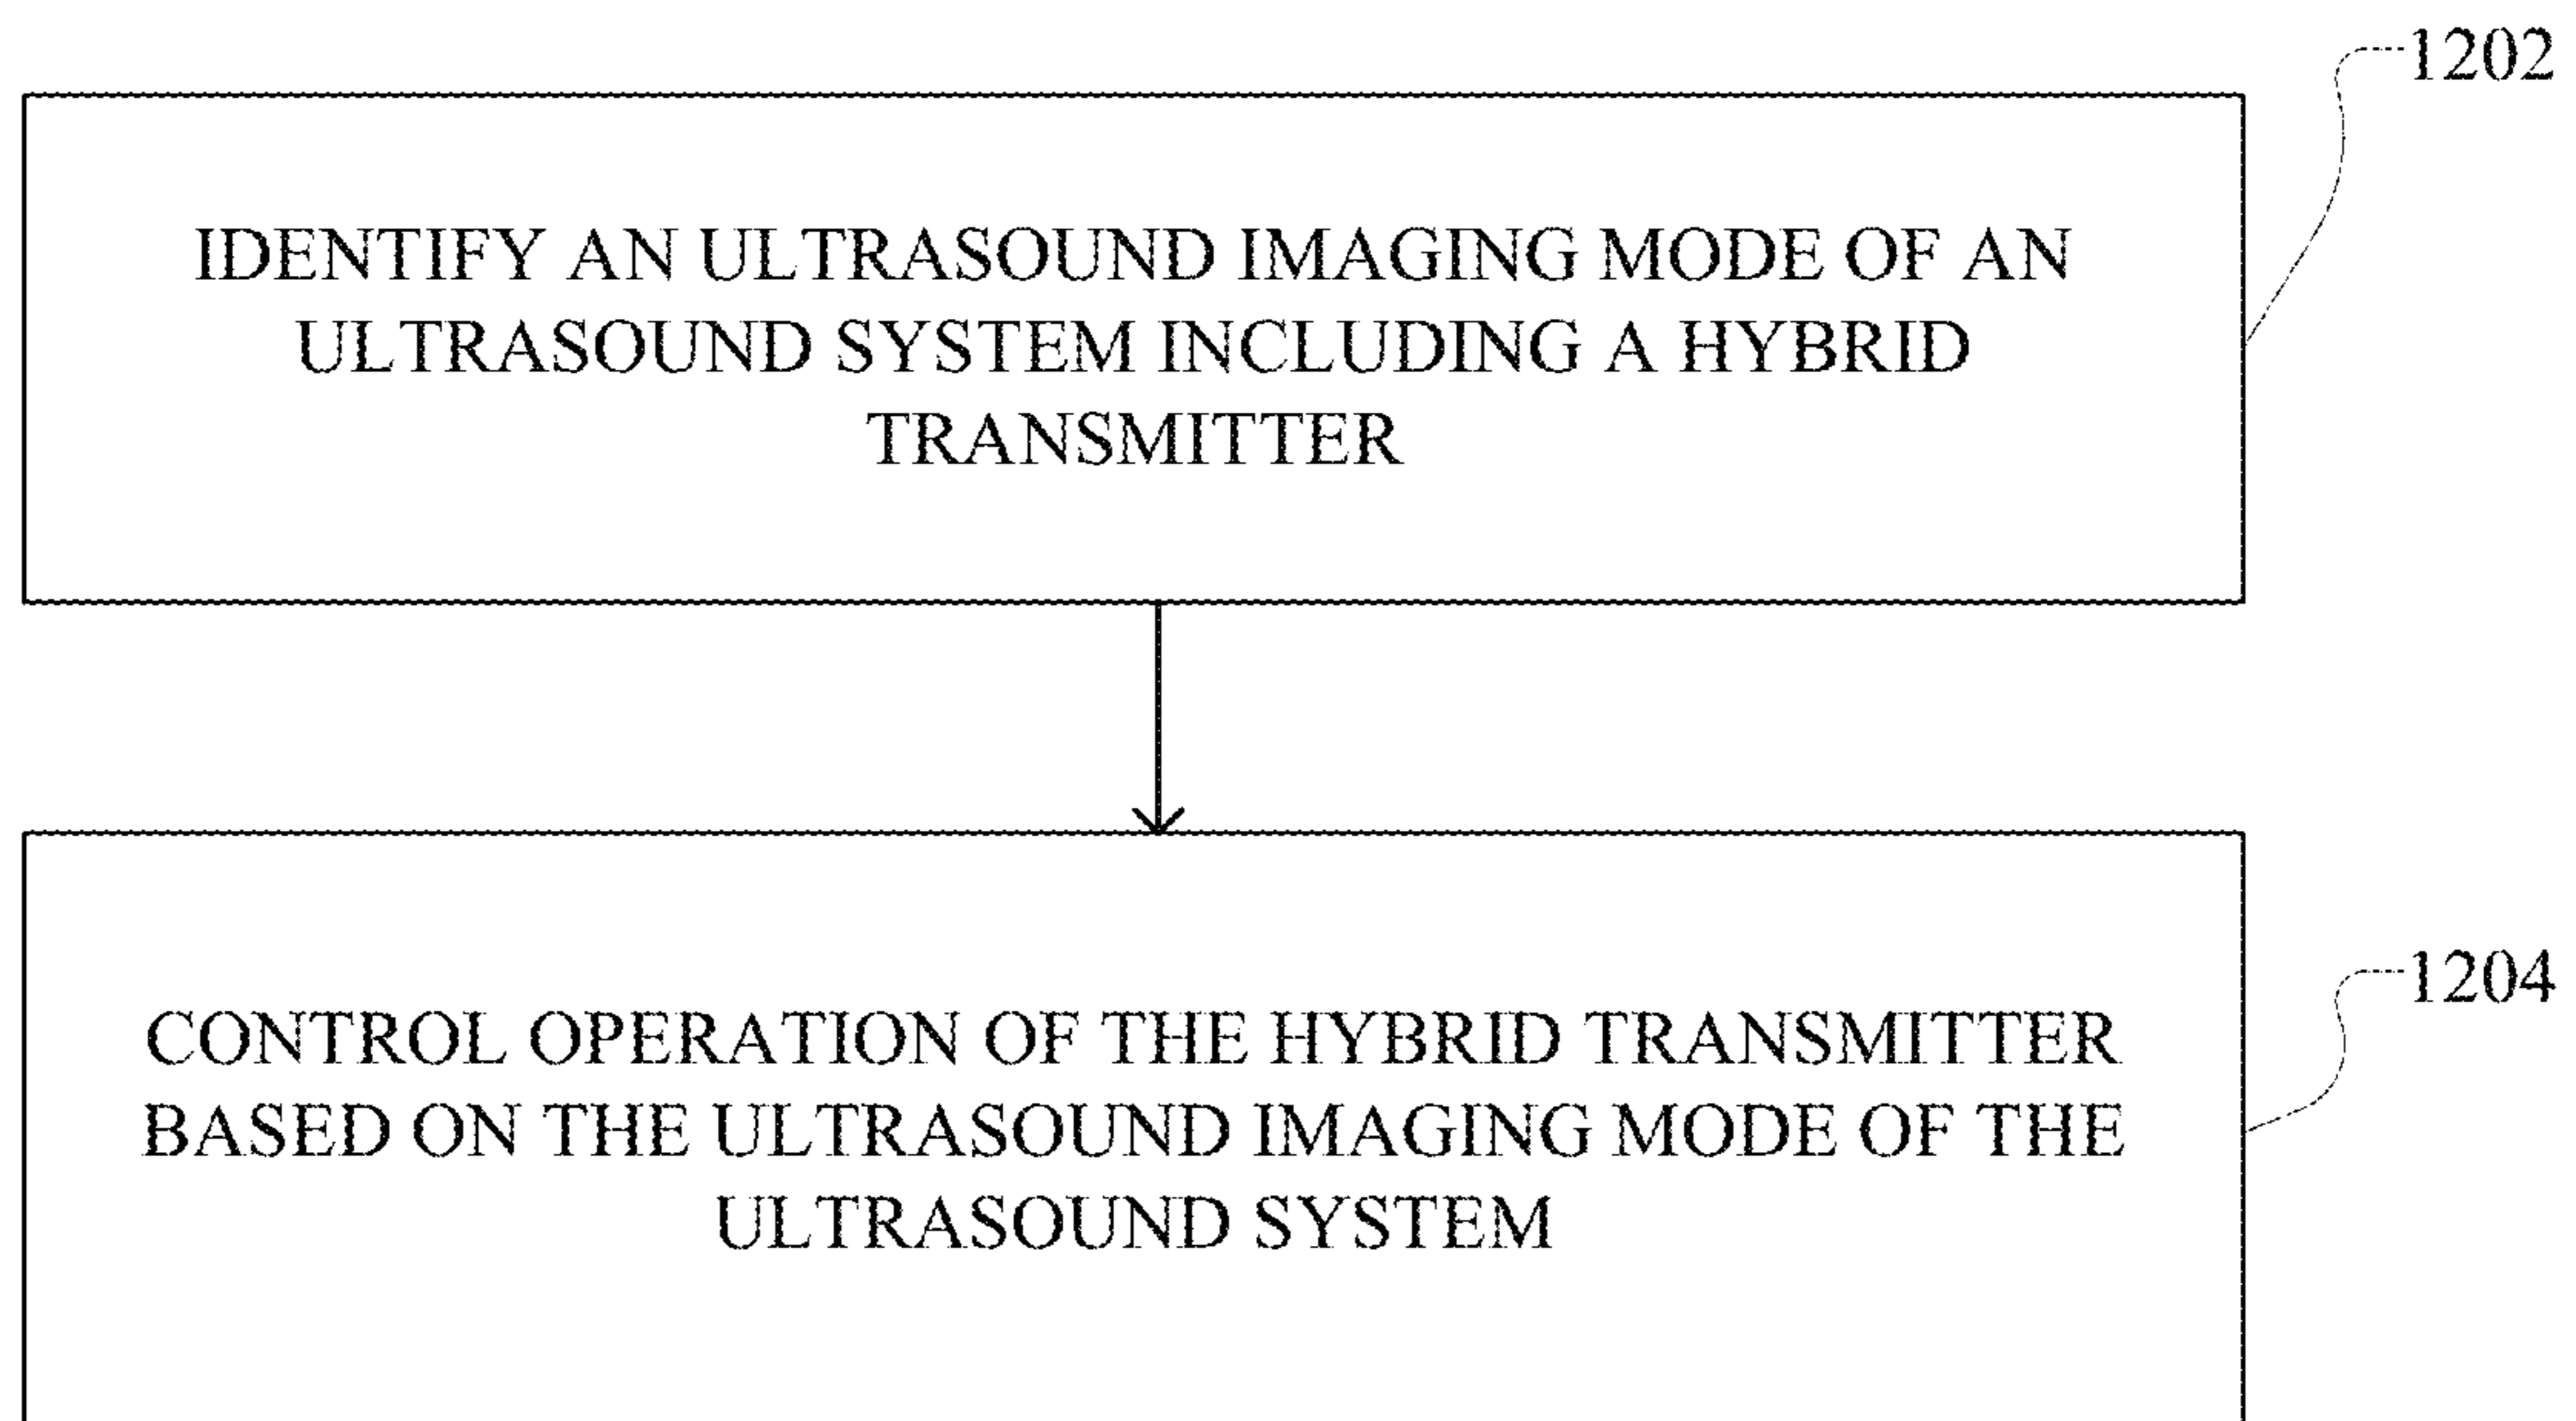 1202
IDENTIFY AN ULTRASOUND IMAGING MODE OF AN
ULTRASOUND SYSTEM INCLUDING A HYBRID
TRANSMITTER
1204
CONTROL OPERATION OF THE HYBRID TRANSMITTER
BASED ON THE ULTRASOUND IMAGING MODE OF THE
ULTRASOUND SYSTEM